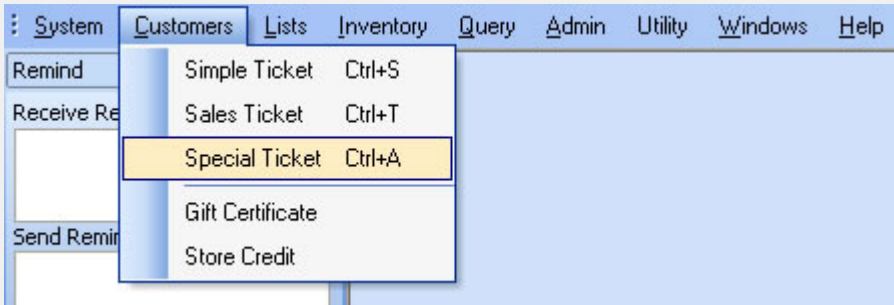 System Customers Lists Inventory Query Admin Utility Windows Help
Remind
Simple Ticket Ctrl+S
Receive Re
Sales Ticket Ctrl+T
Special Ticket Ctrl+A
Gift Certificate
Send Remin
Store Credit